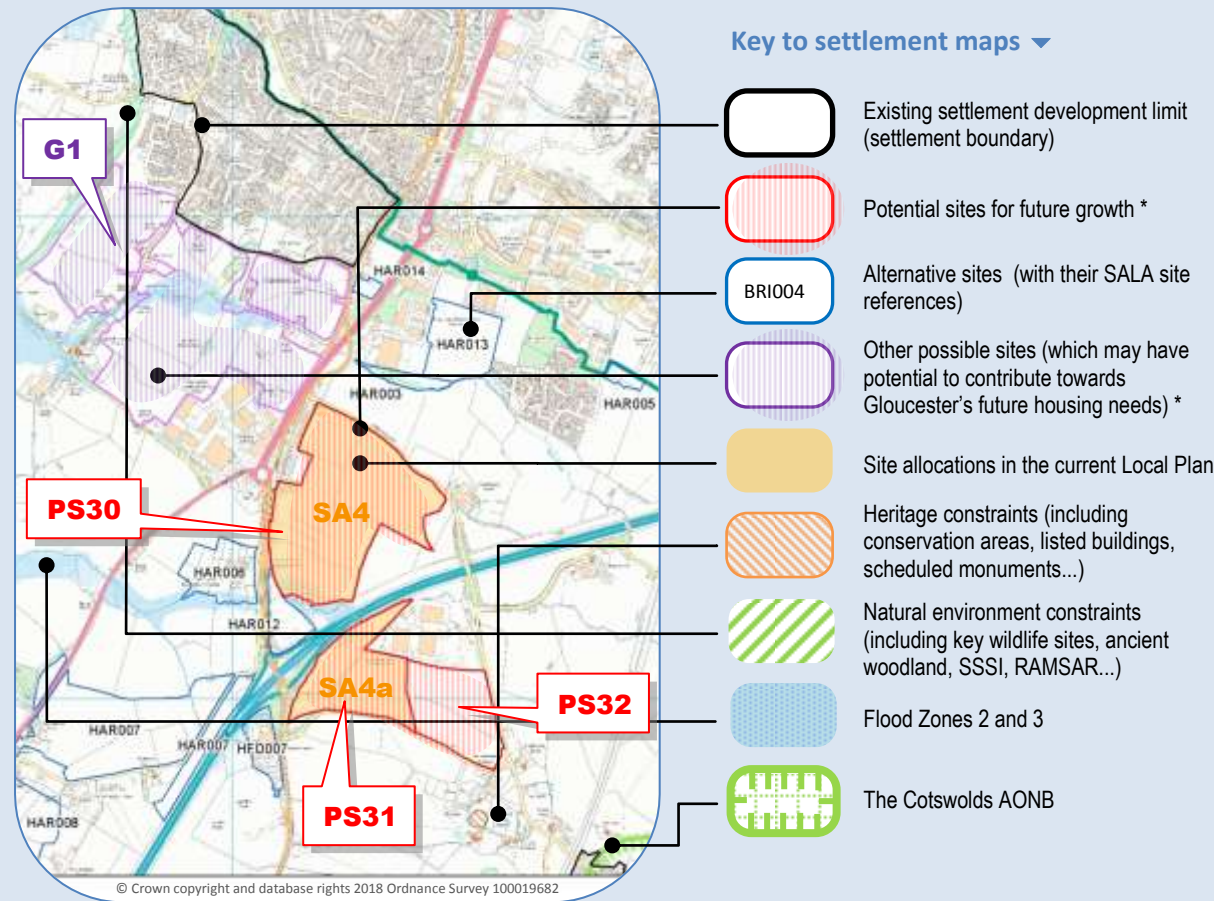 Key to settlement maps
Existing settlement development limit
(settlement boundary)
Potential sites for future growth *
BRI004
Alternative sites (with their SALA site
references)
Other possible sites (which may have
potential to contribute towards
Gloucester's future housing needs) *
Site allocations in the current Local Plan
Heritage constraints (including
conservation areas, listed buildings,
scheduled monuments...)
Natural environment constraints
(including key wildlife sites, ancient
woodland, SSSI, RAMSAR...)
Flood Zones 2 and 3
The Cotswolds AONB
G1
HAR014
HAR013
HAR003
HAR005
PS30
SA4
HAR006
HAR012
SA4a
PS32
HAR007
HAR007
HFD007
PS31
HAR008
© Crown copyright and database rights 2018 Ordnance Survey 100019682